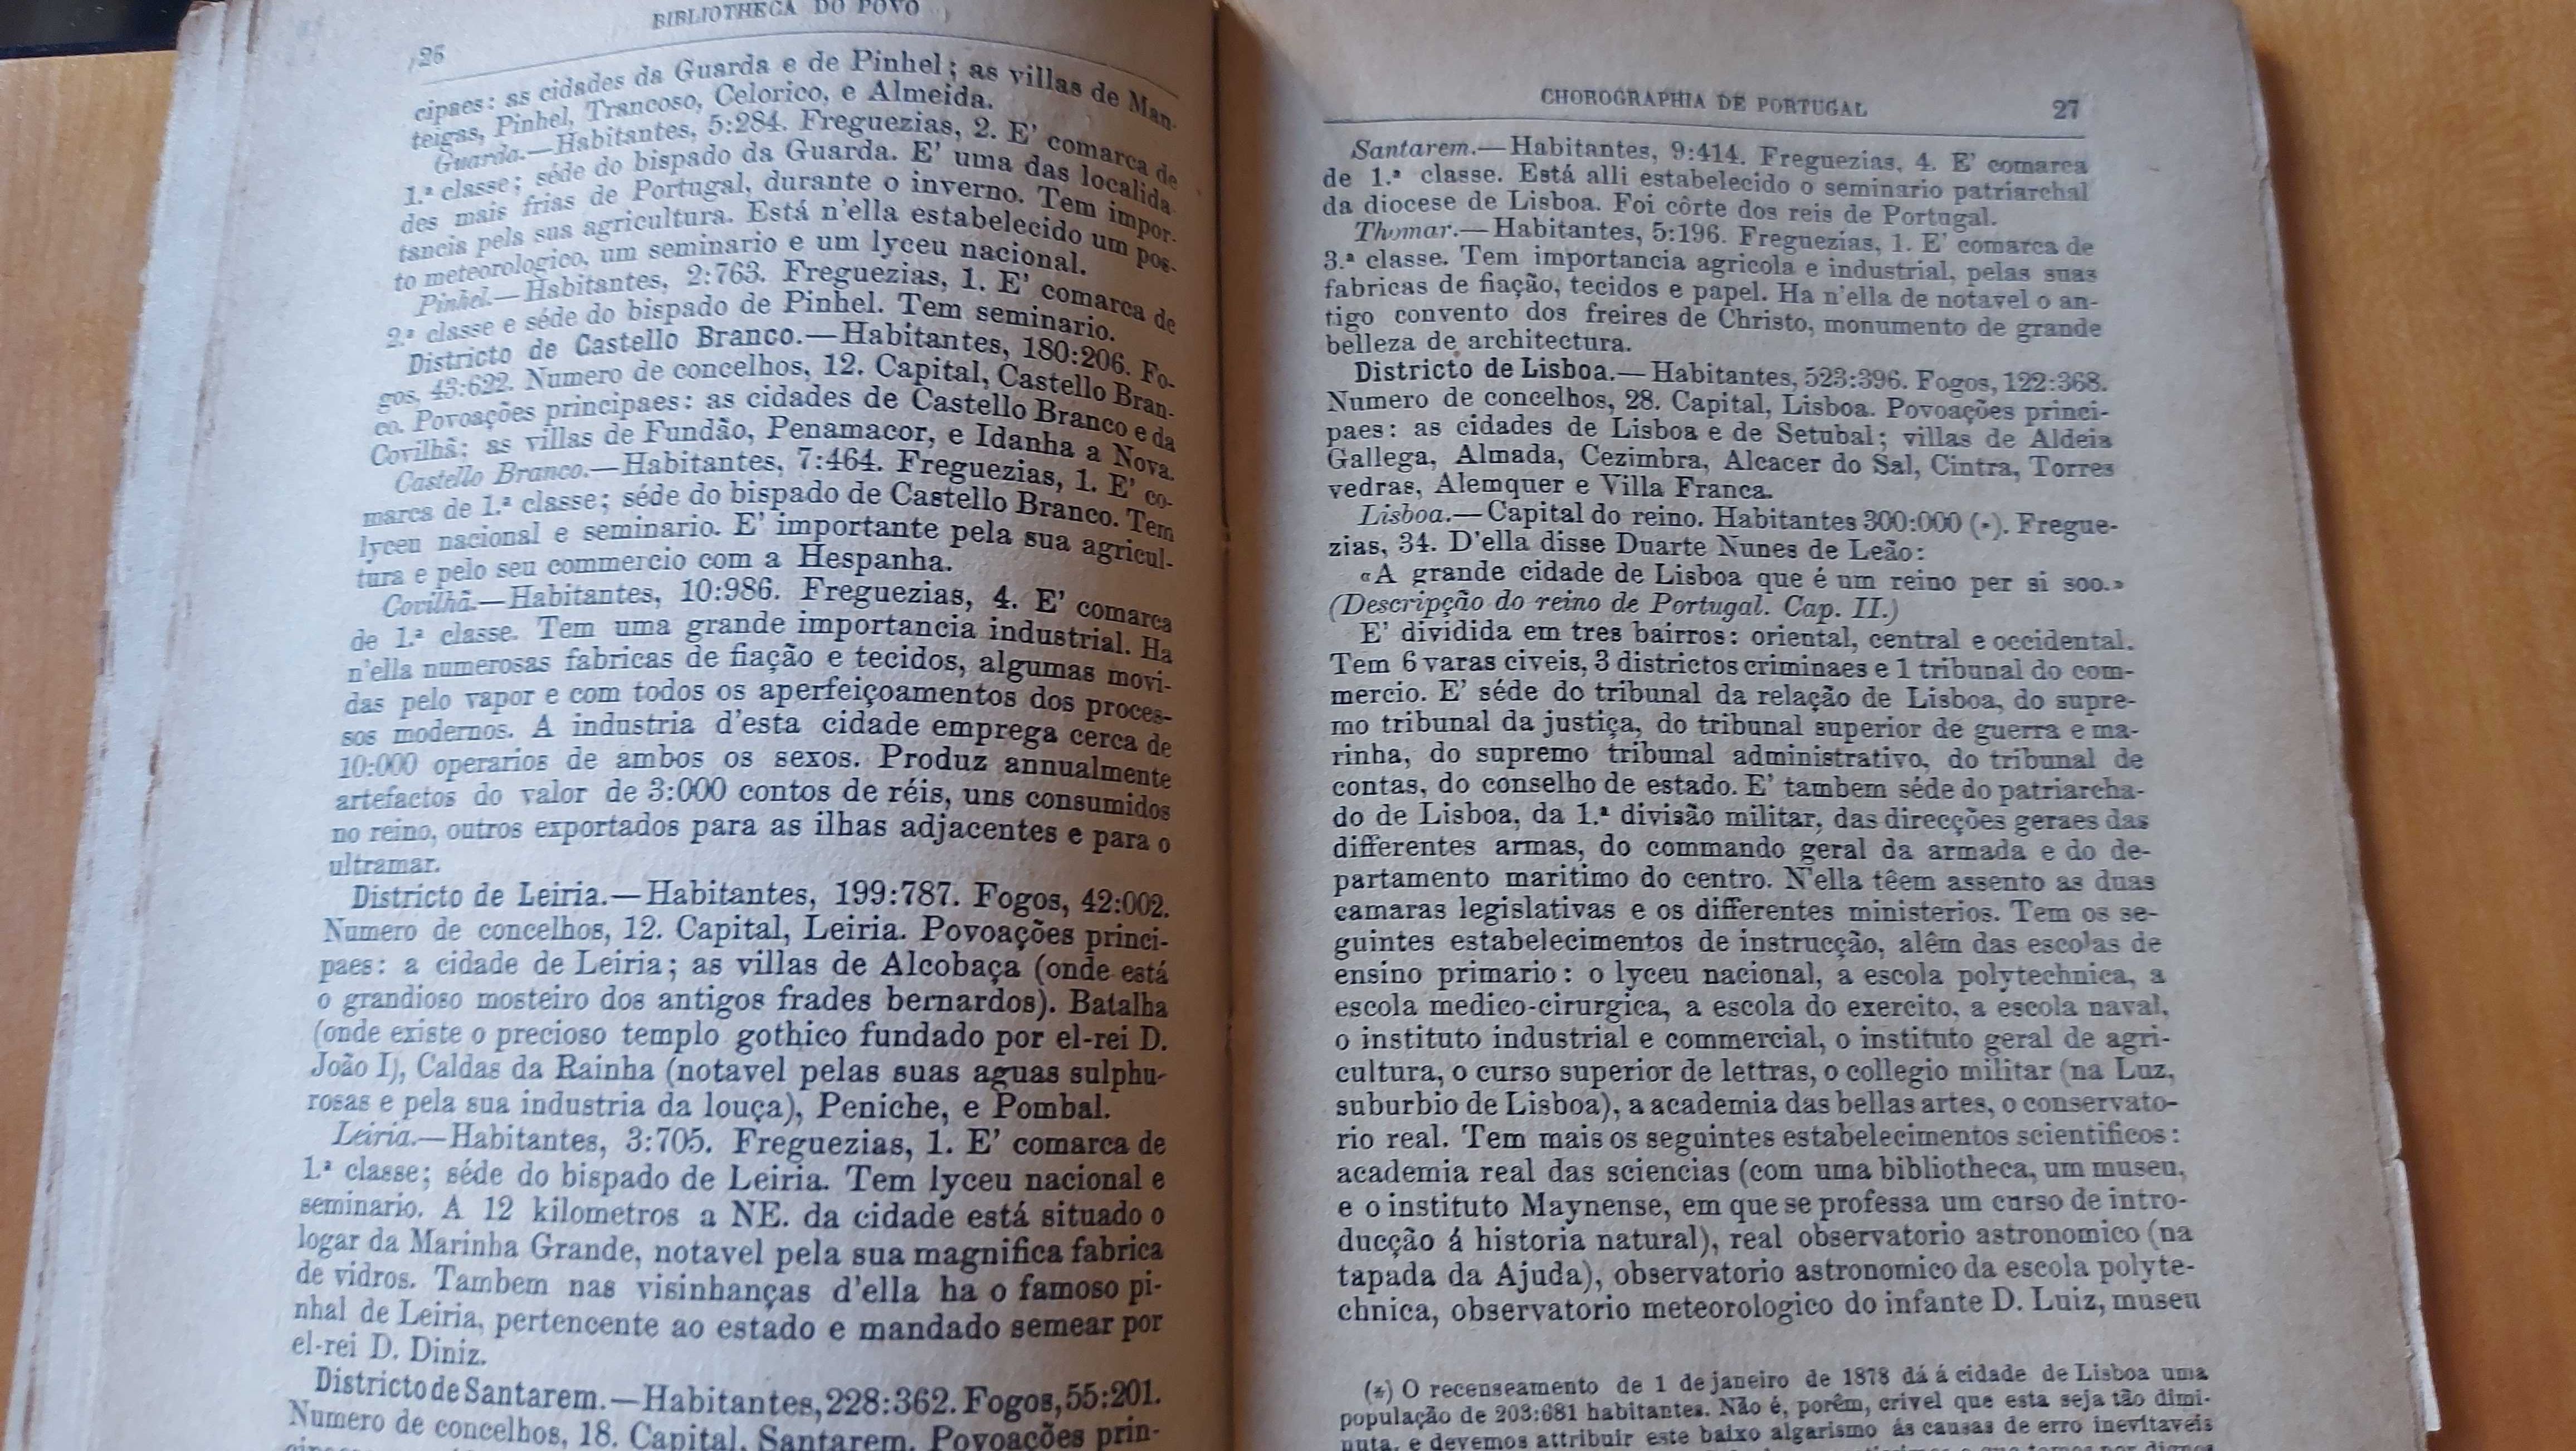 26
BIBLIOTHECA DO POVO
cipaes: as cidades da Guarda e de Pinhel; as villas de Man-
teigas, Pinhel, Trancoso, Celorico, e Almeida.
Guarda.—Habitantes, 5:284. Freguezias, 2. E' comarca de
1.ª classe; séde do bispado da Guarda. E' uma das localida-
des mais frias de Portugal, durante o inverno. Tem impor-
tancia pela sua agricultura. Está n'ella estabelecido um pos-
to meteorologico, um seminario e um lyceu nacional.
Pinhel.—Habitantes, 2:763. Freguezias, 1. E' comarca de
2.ª classe e séde do bispado de Pinhel. Tem seminario.
Districto de Castello Branco.—Habitantes, 180:206. Fo-
gos, 43:622. Numero de concelhos, 12. Capital, Castello Bran-
co. Povoações principaes: as cidades de Castello Branco e da
Covilhã; as villas de Fundão, Penamacor, e Idanha a Nova.
Castello Branco.—Habitantes, 7:464. Freguezias, 1. E' co-
marca de 1.ª classe; séde do bispado de Castello Branco. Tem
lyceu nacional e seminario. E' importante pela sua agricul-
tura e pelo seu commercio com a Hespanha.
Covilhã.—Habitantes, 10:986. Freguezias, 4. E' comarca
de 1.ª classe. Tem uma grande importancia industrial. Ha
n'ella numerosas fabricas de fiação e tecidos, algumas movi-
das pelo vapor e com todos os aperfeiçoamentos dos proces-
sos modernos. A industria d'esta cidade emprega cerca de
10:000 operarios de ambos os sexos. Produz annualmente
artefactos do valor de 3:000 contos de réis, uns consumidos
no reino, outros exportados para as ilhas adjacentes e para o
ultramar.
Districto de Leiria.—Habitantes, 199:787. Fogos, 42:002.
Numero de concelhos, 12. Capital, Leiria. Povoações princi-
paes: a cidade de Leiria; as villas de Alcobaça (onde está
o grandioso mosteiro dos antigos frades bernardos). Batalha
(onde existe o precioso templo gothico fundado por el-rei D.
João I), Caldas da Rainha (notavel pelas suas aguas sulphu-
rosas e pela sua industria da louça), Peniche, e Pombal.
Leiria.—Habitantes, 3:705. Freguezias, 1. E' comarca de
1.ª classe; séde do bispado de Leiria. Tem lyceu nacional e
seminario. A 12 kilometros a NE. da cidade está situado o
logar da Marinha Grande, notavel pela sua magnifica fabrica
de vidros. Tambem nas visinhanças d'ella ha o famoso pi-
nhal de Leiria, pertencente ao estado e mandado semear por
el-rei D. Diniz.
Districto de Santarem.—Habitantes, 228:362. Fogos, 55:201.
Numero de concelhos, 18. Capital, Santarem. Povoações prin-
CHOROGRAPHIA DE PORTUGAL 27
Santarem.—Habitantes, 9:414. Freguezias, 4. E' comarca
de 1.ª classe. Está alli estabelecido o seminario patriarchal
da diocese de Lisboa. Foi côrte dos reis de Portugal.
Thomar.—Habitantes, 5:196. Freguezias, 1. E' comarca de
3.ª classe. Tem importancia agricola e industrial, pelas suas
fabricas de fiação, tecidos e papel. Ha n'ella de notavel o an-
tigo convento dos freires de Christo, monumento de grande
belleza de architectura.
Districto de Lisboa.—Habitantes, 523:396. Fogos, 122:368.
Numero de concelhos, 28. Capital, Lisboa. Povoações princi-
paes: as cidades de Lisboa e de Setubal; villas de Aldeia
Gallega, Almada, Cezimbra, Alcacer do Sal, Cintra, Torres
vedras, Alemquer e Villa Franca.
Lisboa.—Capital do reino. Habitantes 300:000 (*). Fregue-
zias, 34. D'ella disse Duarte Nunes de Leão:
«A grande cidade de Lisboa que é um reino per si soo.»
(Descripção do reino de Portugal. Cap. II.)
E' dividida em tres bairros: oriental, central e occidental.
Tem 6 varas civeis, 3 districtos criminaes e 1 tribunal do com-
mercio. E' séde do tribunal da relação de Lisboa, do supre-
mo tribunal da justiça, do tribunal superior de guerra e ma-
rinha, do supremo tribunal administrativo, do tribunal de
contas, do conselho de estado. E' tambem séde do patriarcha-
do de Lisboa, da 1.ª divisão militar, das direcções geraes das
differentes armas, do commando geral da armada e do de-
partamento maritimo do centro. N'ella têem assento as duas
camaras legislativas e os differentes ministerios. Tem os se-
guintes estabelecimentos de instrucção, alêm das escolas de
ensino primario: o lyceu nacional, a escola polytechnica, a
escola medico-cirurgica, a escola do exercito, a escola naval,
o instituto industrial e commercial, o instituto geral de agri-
cultura, o curso superior de lettras, o collegio militar (na Luz,
suburbio de Lisboa), a academia das bellas artes, o conservato-
rio real. Tem mais os seguintes estabelecimentos scientificos:
academia real das sciencias (com uma bibliotheca, um museu,
e o instituto Maynense, em que se professa um curso de intro-
ducção á historia natural), real observatorio astronomico (na
tapada da Ajuda), observatorio astronomico da escola polyte-
chnica, observatorio meteorologico do infante D. Luiz, museu
(*) O recenseamento de 1 de janeiro de 1878 dá á cidade de Lisboa uma
população de 203:681 habitantes. Não é, porêm, crivel que esta seja tão dimi-
nuta, e devemos attribuir este baixo algarismo ás causas de erro inevitaveis